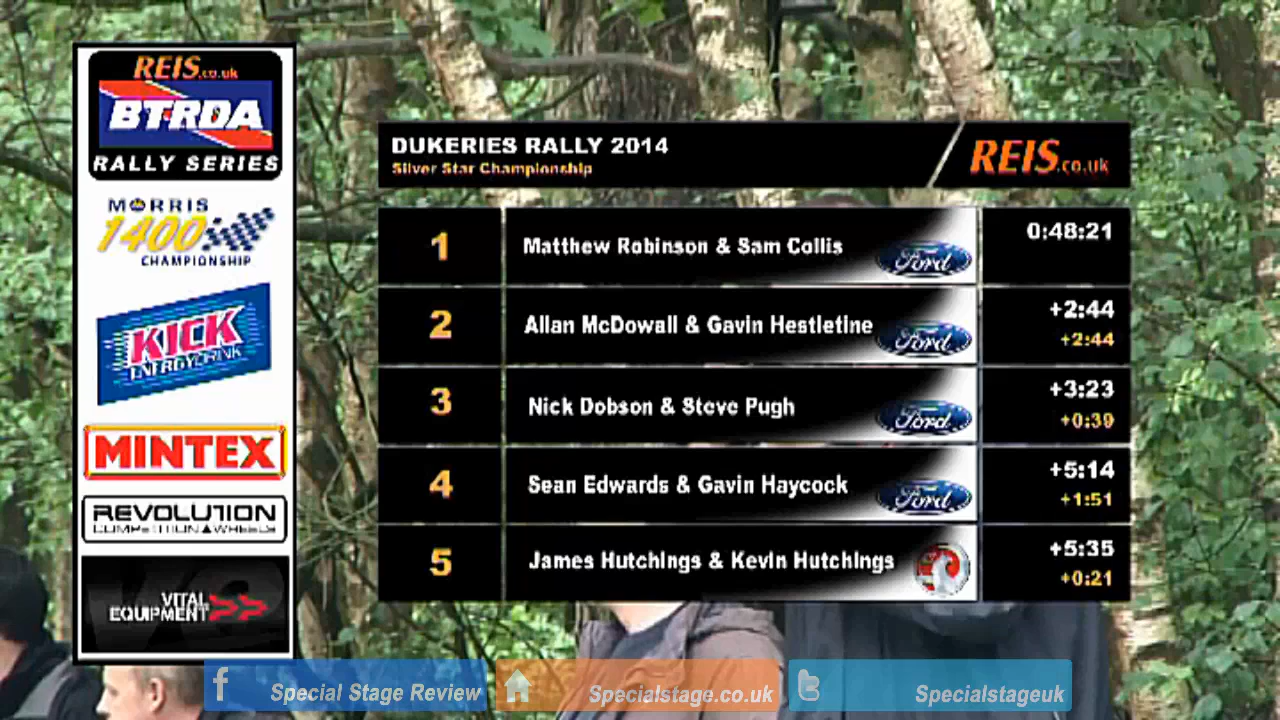 REIS.co.uk
BTRDA
RALLY SERIES
MORRIS
1400
CHAMPIONSHIP
KICK
ENERGY DRINK
MINTEX
REVOLUTION
COMPETITION WHEELS
VITAL
EQUIPMENT
DUKERIES RALLY 2014
Silver Star Championship
REIS.co.uk
1 Matthew Robinson & Sam Collis Ford 0:48:21
2 Allan McDowall & Gavin Hestletine Ford +2:44
+2:44
3 Nick Dobson & Steve Pugh Ford +3:23
+0:39
4 Sean Edwards & Gavin Haycock Ford +5:14
+1:51
5 James Hutchings & Kevin Hutchings +5:35
+0:21
Special Stage Review
Specialstage.co.uk
Specialstageuk